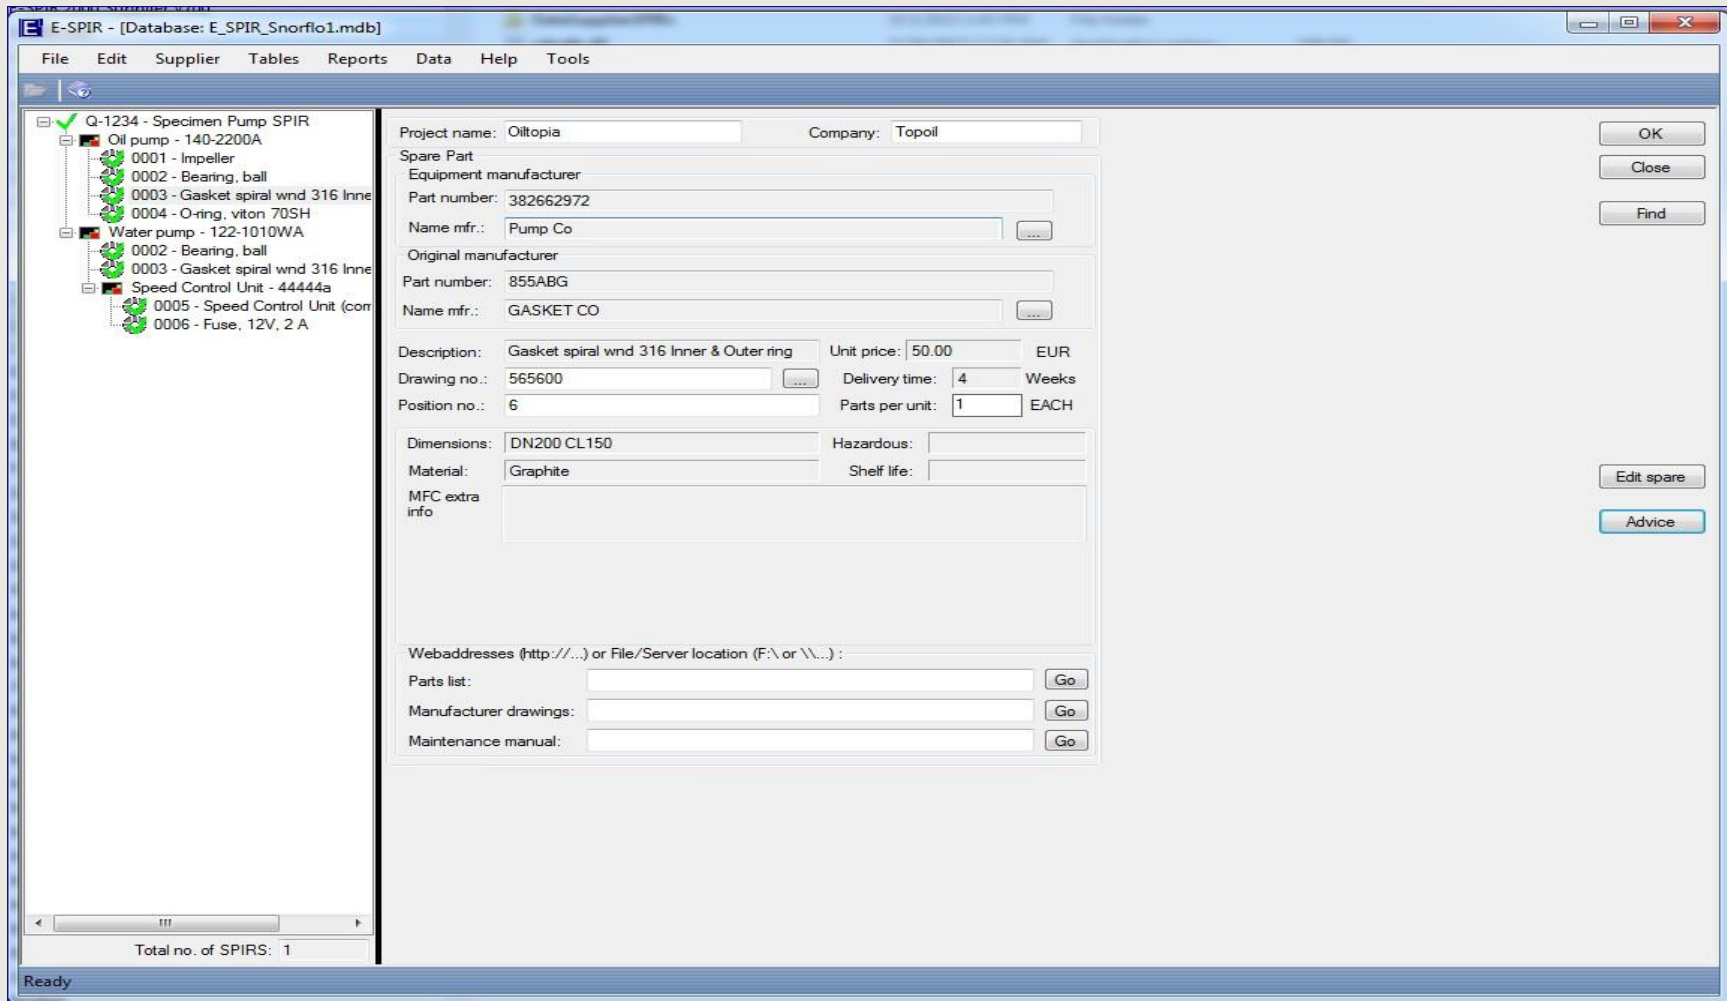 E-SPIR 2000 Supplier V700
E-SPIR - [Database: E_SPIR_Snorflo1.mdb]
File Edit Supplier Tables Reports Data Help Tools
Q-1234 - Specimen Pump SPIR
Oil pump - 140-2200A
0001 - Impeller
0002 - Bearing, ball
0003 - Gasket spiral wnd 316 Inne
0004 - O-ring, viton 70SH
Water pump - 122-1010WA
0002 - Bearing, ball
0003 - Gasket spiral wnd 316 Inne
Speed Control Unit - 44444a
0005 - Speed Control Unit (com
0006 - Fuse, 12V, 2 A
Total no. of SPIRS: 1
Project name: Oiltopia Company: Topoil
Spare Part
Equipment manufacturer
Part number: 382662972
Name mfr.: Pump Co ...
Original manufacturer
Part number: 855ABG
Name mfr.: GASKET CO ...
Description: Gasket spiral wnd 316 Inner & Outer ring Unit price: 50.00 EUR
Drawing no.: 565600 ... Delivery time: 4 Weeks
Position no.: 6 Parts per unit: 1 EACH
Dimensions: DN200 CL150 Hazardous:
Material: Graphite Shelf life:
MFC extra
info
Webaddresses (http://...) or File/Server location (F:\ or \\...) :
Parts list: Go
Manufacturer drawings: Go
Maintenance manual: Go
OK
Close
Find
Edit spare
Advice
Ready